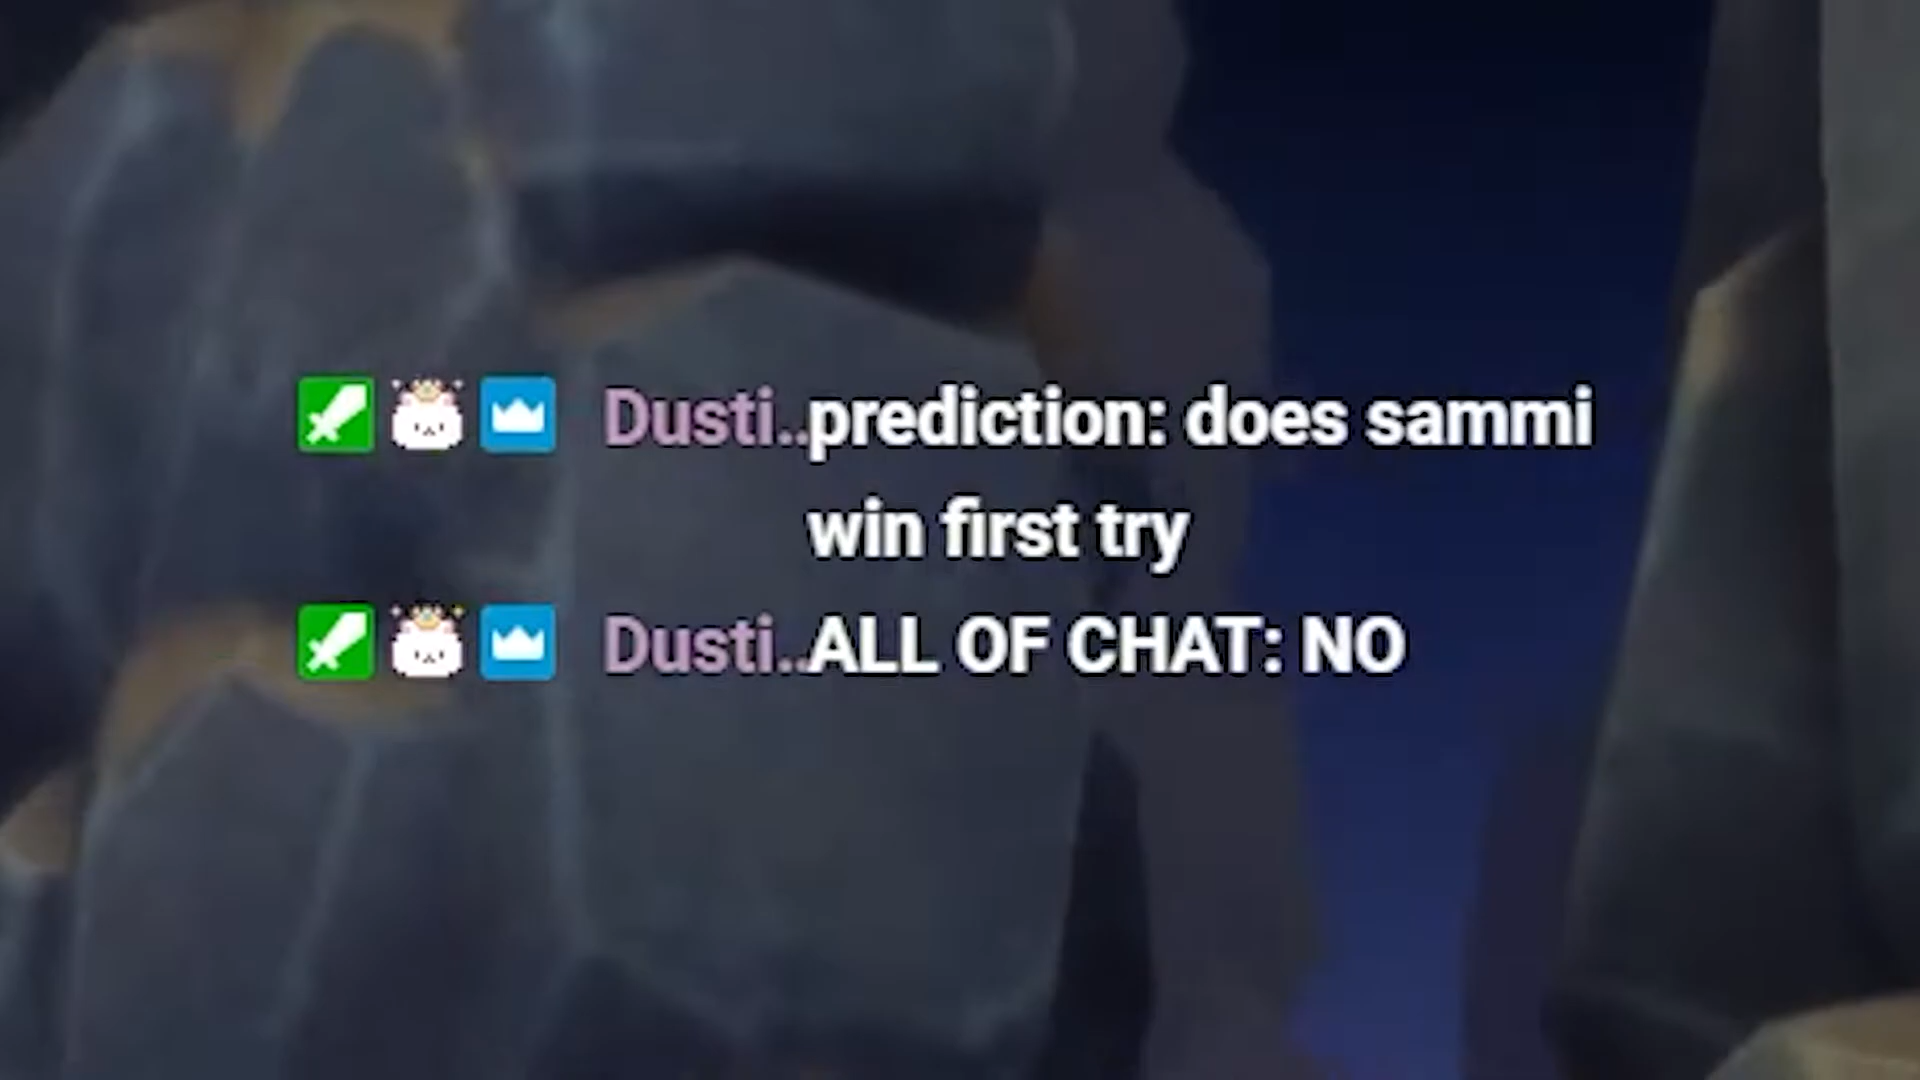 Dusti..prediction: does sammi
win first try
Dusti..ALL OF CHAT: NO